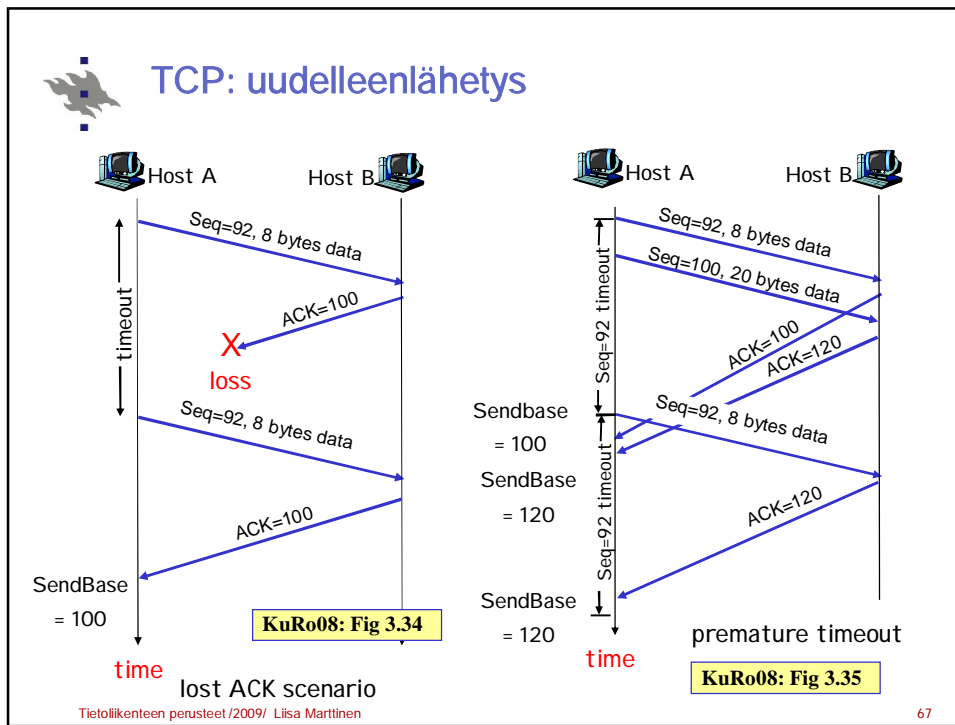 TCP: uudelleenlähetys
Host A
Host B
Seq=92, 8 bytes data
timeout
ACK=100
X
loss
Seq=92, 8 bytes data
ACK=100
SendBase
= 100
KuRo08: Fig 3.34
time
lost ACK scenario
Host A
Host B
Seq=92, 8 bytes data
Seq=100, 20 bytes data
Seq=92 timeout
ACK=100
ACK=120
Seq=92, 8 bytes data
Sendbase
= 100
SendBase
= 120
Seq=92 timeout
ACK=120
SendBase
= 120
premature timeout
time
KuRo08: Fig 3.35
Tietoliikenteen perusteet /2009/ Liisa Marttinen
67